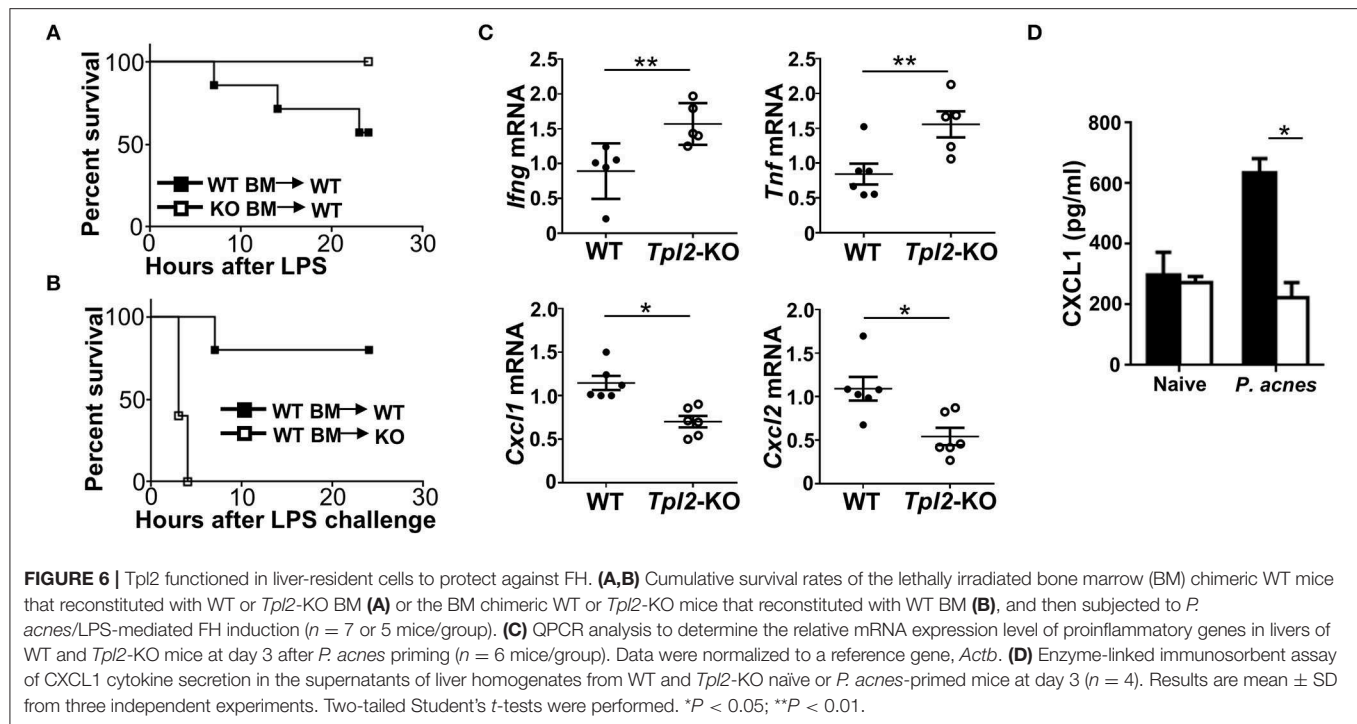 A
100
50
0
Percent survival
WT BM → WT
KO BM → WT
0 10 20 30
Hours after LPS
B
100
50
0
Percent survival
WT BM → WT
WT BM → KO
0 10 20 30
Hours after LPS challenge
C
2.5
2.0
1.5
1.0
0.5
0
Ifng mRNA
**
WT Tpl2-KO
2.5
2.0
1.5
1.0
0.5
0
Tnf mRNA
**
WT Tpl2-KO
2.0
1.5
1.0
0.5
0
Cxcl1 mRNA
*
WT Tpl2-KO
2.0
1.5
1.0
0.5
0
Cxcl2 mRNA
*
WT Tpl2-KO
D
800
600
400
200
0
CXCL1 (pg/ml)
*
Naive P. acnes
FIGURE 6 | Tpl2 functioned in liver-resident cells to protect against FH. (A,B) Cumulative survival rates of the lethally irradiated bone marrow (BM) chimeric WT mice
that reconstituted with WT or Tpl2-KO BM (A) or the BM chimeric WT or Tpl2-KO mice that reconstituted with WT BM (B), and then subjected to P.
acnes/LPS-mediated FH induction (n = 7 or 5 mice/group). (C) QPCR analysis to determine the relative mRNA expression level of proinflammatory genes in livers of
WT and Tpl2-KO mice at day 3 after P. acnes priming (n = 6 mice/group). Data were normalized to a reference gene, Actb. (D) Enzyme-linked immunosorbent assay
of CXCL1 cytokine secretion in the supernatants of liver homogenates from WT and Tpl2-KO naïve or P. acnes-primed mice at day 3 (n = 4). Results are mean ± SD
from three independent experiments. Two-tailed Student's t-tests were performed. *P < 0.05; **P < 0.01.